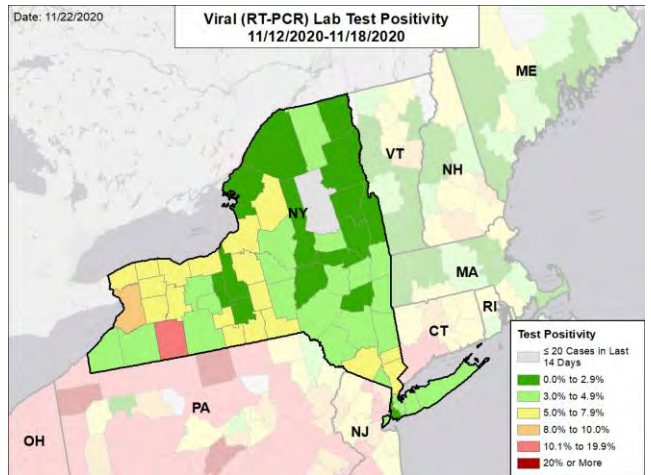 Date: 11/22/2020
Viral (RT-PCR) Lab Test Positivity
11/12/2020-11/18/2020
ME
VT
NH
NY
MA
CT
RI
PA
NJ
OH
Test Positivity
≤ 20 Cases in Last
14 Days
0.0% to 2.9%
3.0% to 4.9%
5.0% to 7.9%
8.0% to 10.0%
10.1% to 19.9%
20% or More